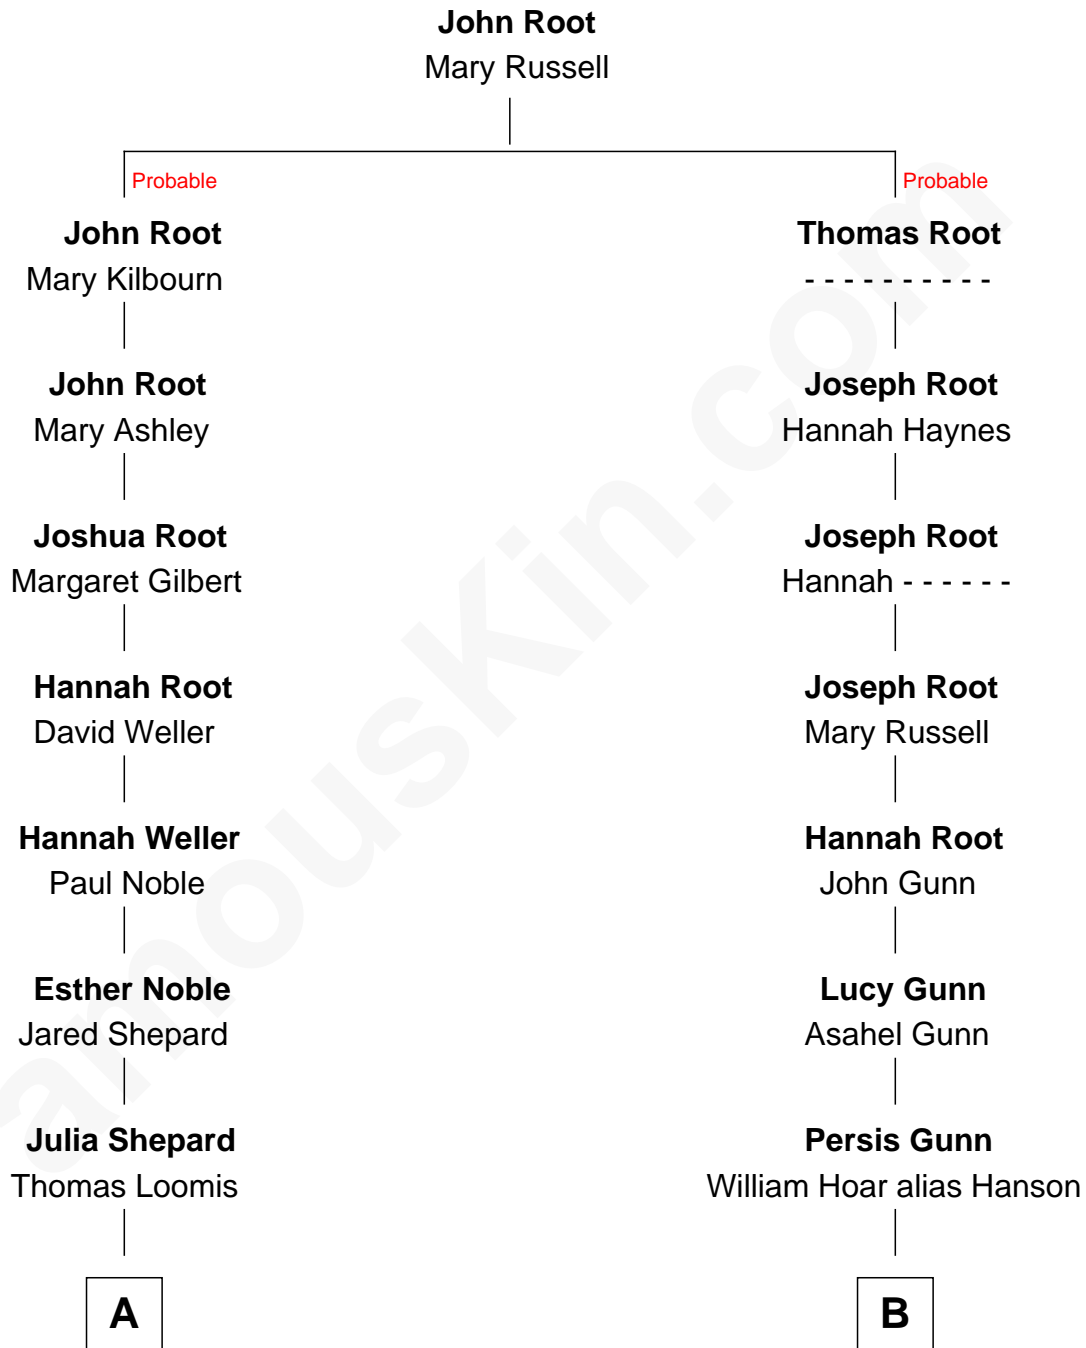 John Root
Mary Russell
Probable
Probable
John Root
Mary Kilbourn
Thomas Root
- - - - - - - - - -
John Root
Mary Ashley
Joseph Root
Hannah Haynes
Joshua Root
Margaret Gilbert
Joseph Root
Hannah - - - - - -
Hannah Root
David Weller
Joseph Root
Mary Russell
Hannah Weller
Paul Noble
Hannah Root
John Gunn
Esther Noble
Jared Shepard
Lucy Gunn
Asahel Gunn
Julia Shepard
Thomas Loomis
Persis Gunn
William Hoar alias Hanson
A
B
amousKin.com